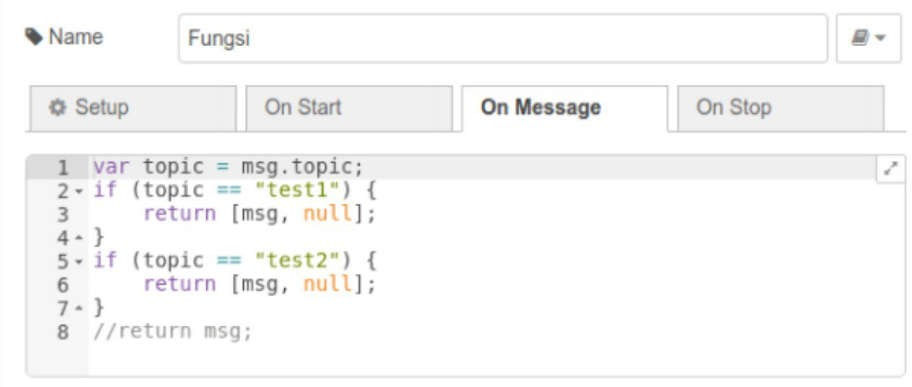 Name Fungsi
Setup On Start On Message On Stop
1 var topic = msg.topic;
2 if (topic == "test1") {
3     return [msg, null];
4 }
5 if (topic == "test2") {
6     return [msg, null];
7 }
8 //return msg;